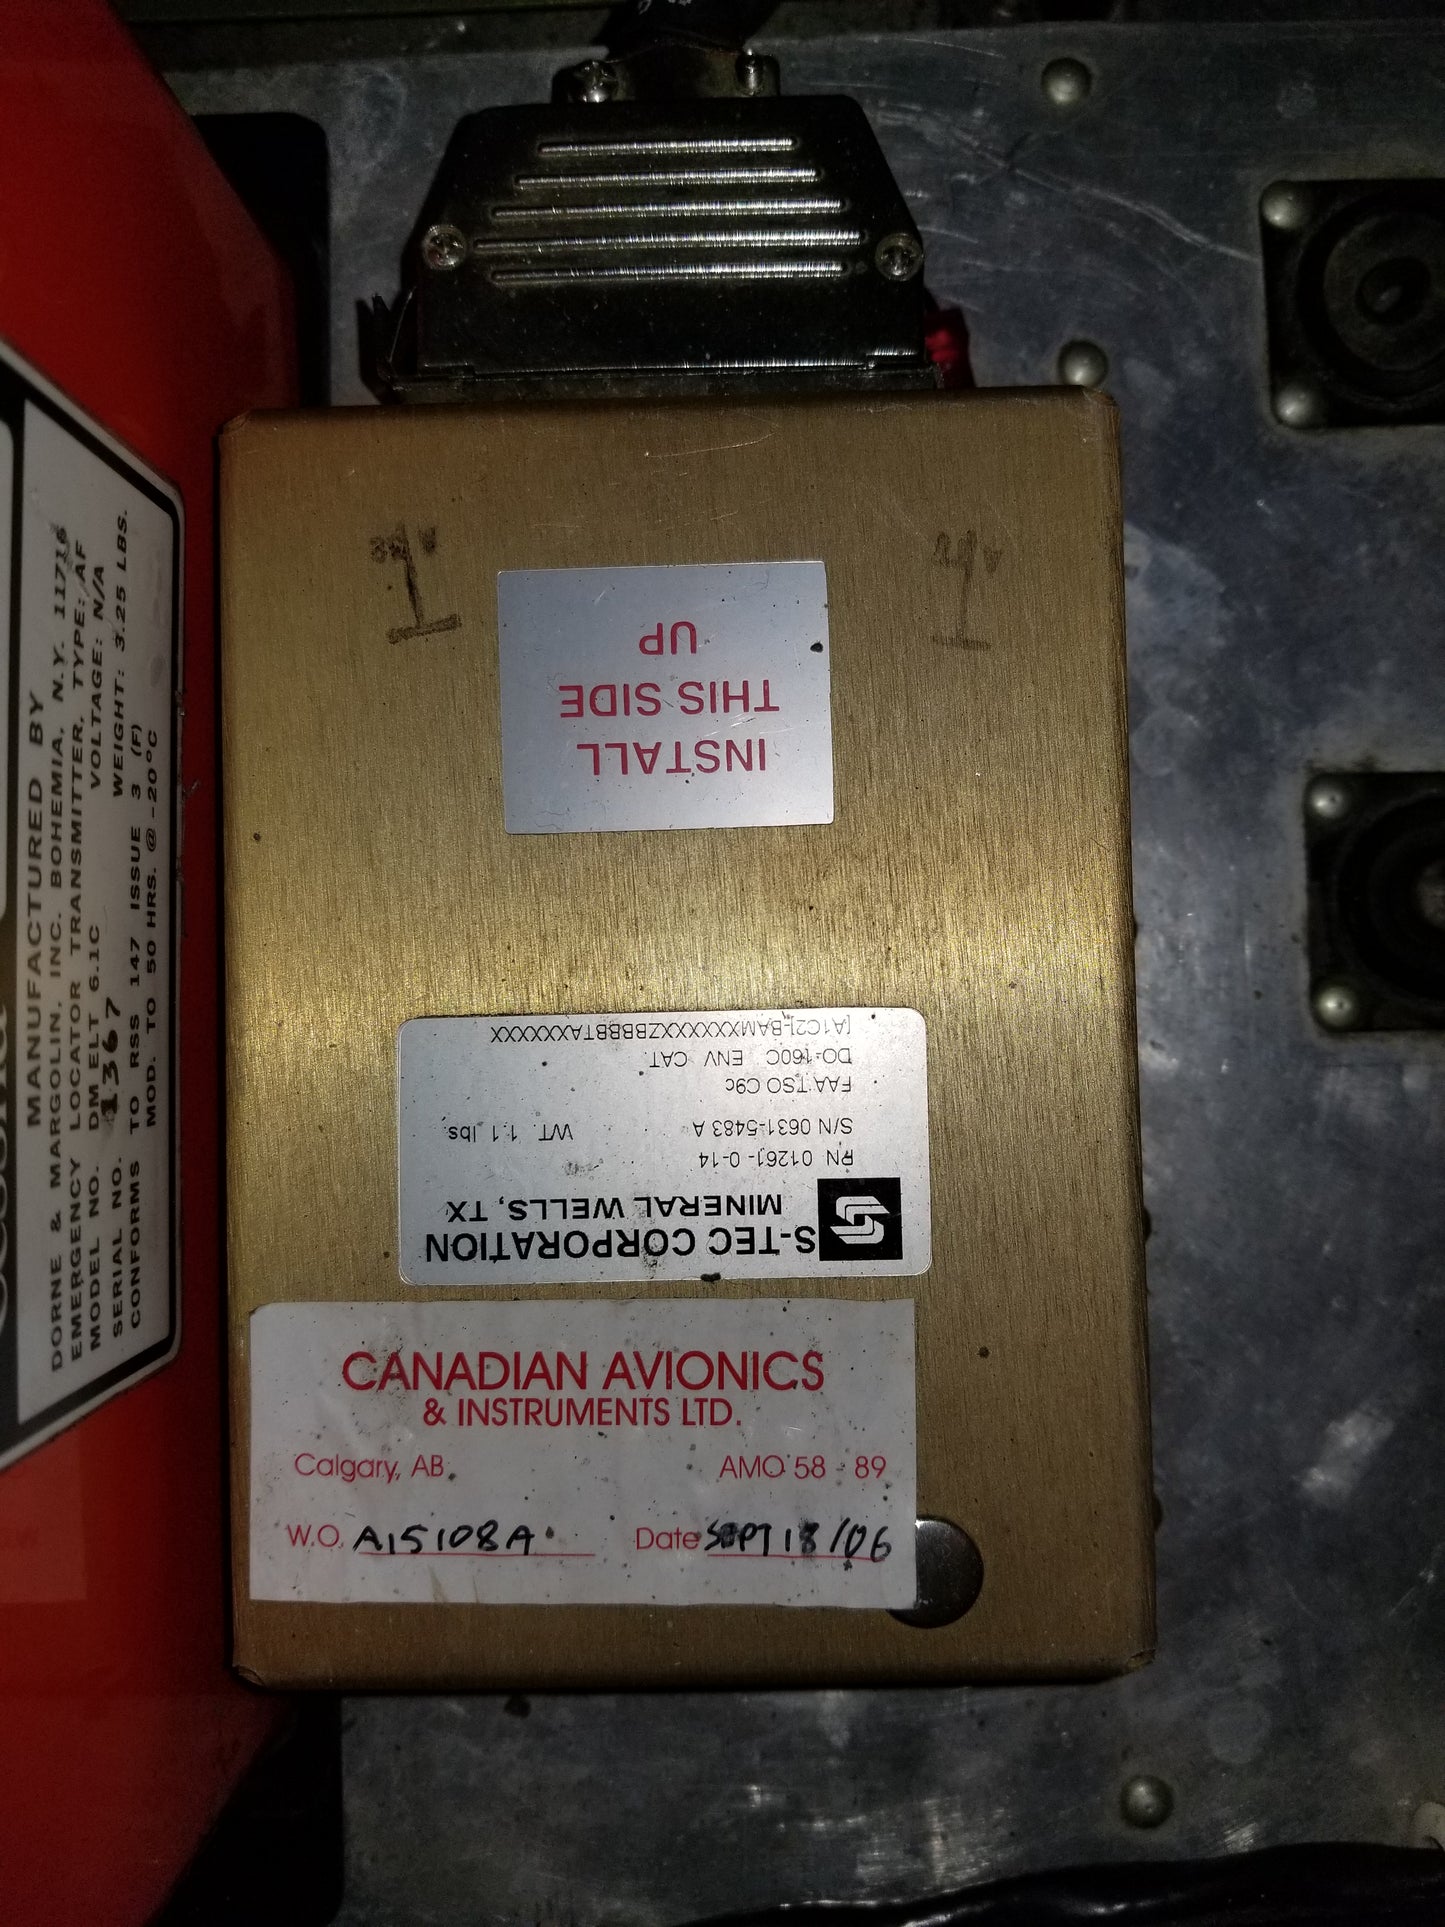 MANUFACTURED BY
DORNE & MARGOLIN, INC. BOHEMIA, N.Y. 11716
EMERGENCY LOCATOR TRANSMITTER, TYPE: AF
MODEL NO. DM ELT 6.1C VOLTAGE: N/A
SERIAL NO. 1367 WEIGHT: 3.25 LBS.
CONFORMS TO RSS 147 ISSUE 3 (F)
MOD. TO 50 HRS. @ -20°C
INSTALL
THIS SIDE
UP
S-TEC CORPORATION
MINERAL WELLS, TX
PN 01261-0-14
S/N 0631-5483 A WT. 1.1 lbs.
FAA TSO C9c
DO-160C ENV CAT.
[A1C2]-BAMXXXXXXZBBBBTAXXXXXX
CANADIAN AVIONICS
& INSTRUMENTS LTD.
Calgary, AB. AMO 58 - 89
W.O. A15108A Date SEPT 18/06